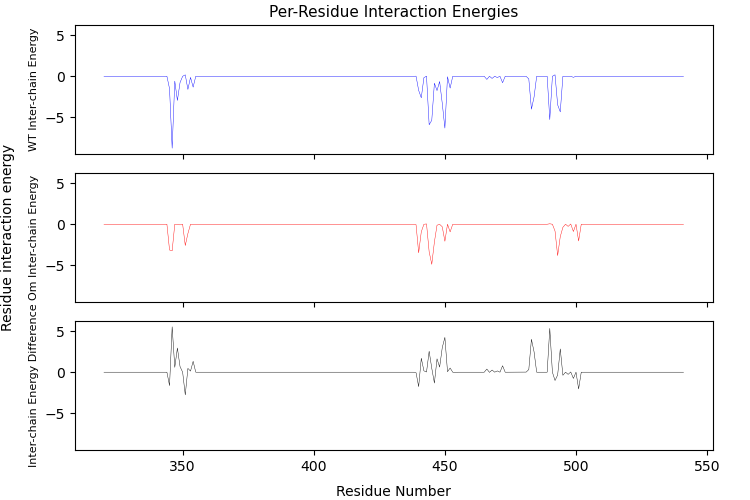 Per-Residue Interaction Energies
WT Inter-chain Energy
5
0
−5
Residue interaction energy
Om Inter-chain Energy
5
0
−5
Inter-chain Energy Difference
5
0
−5
350
400
450
500
550
Residue Number